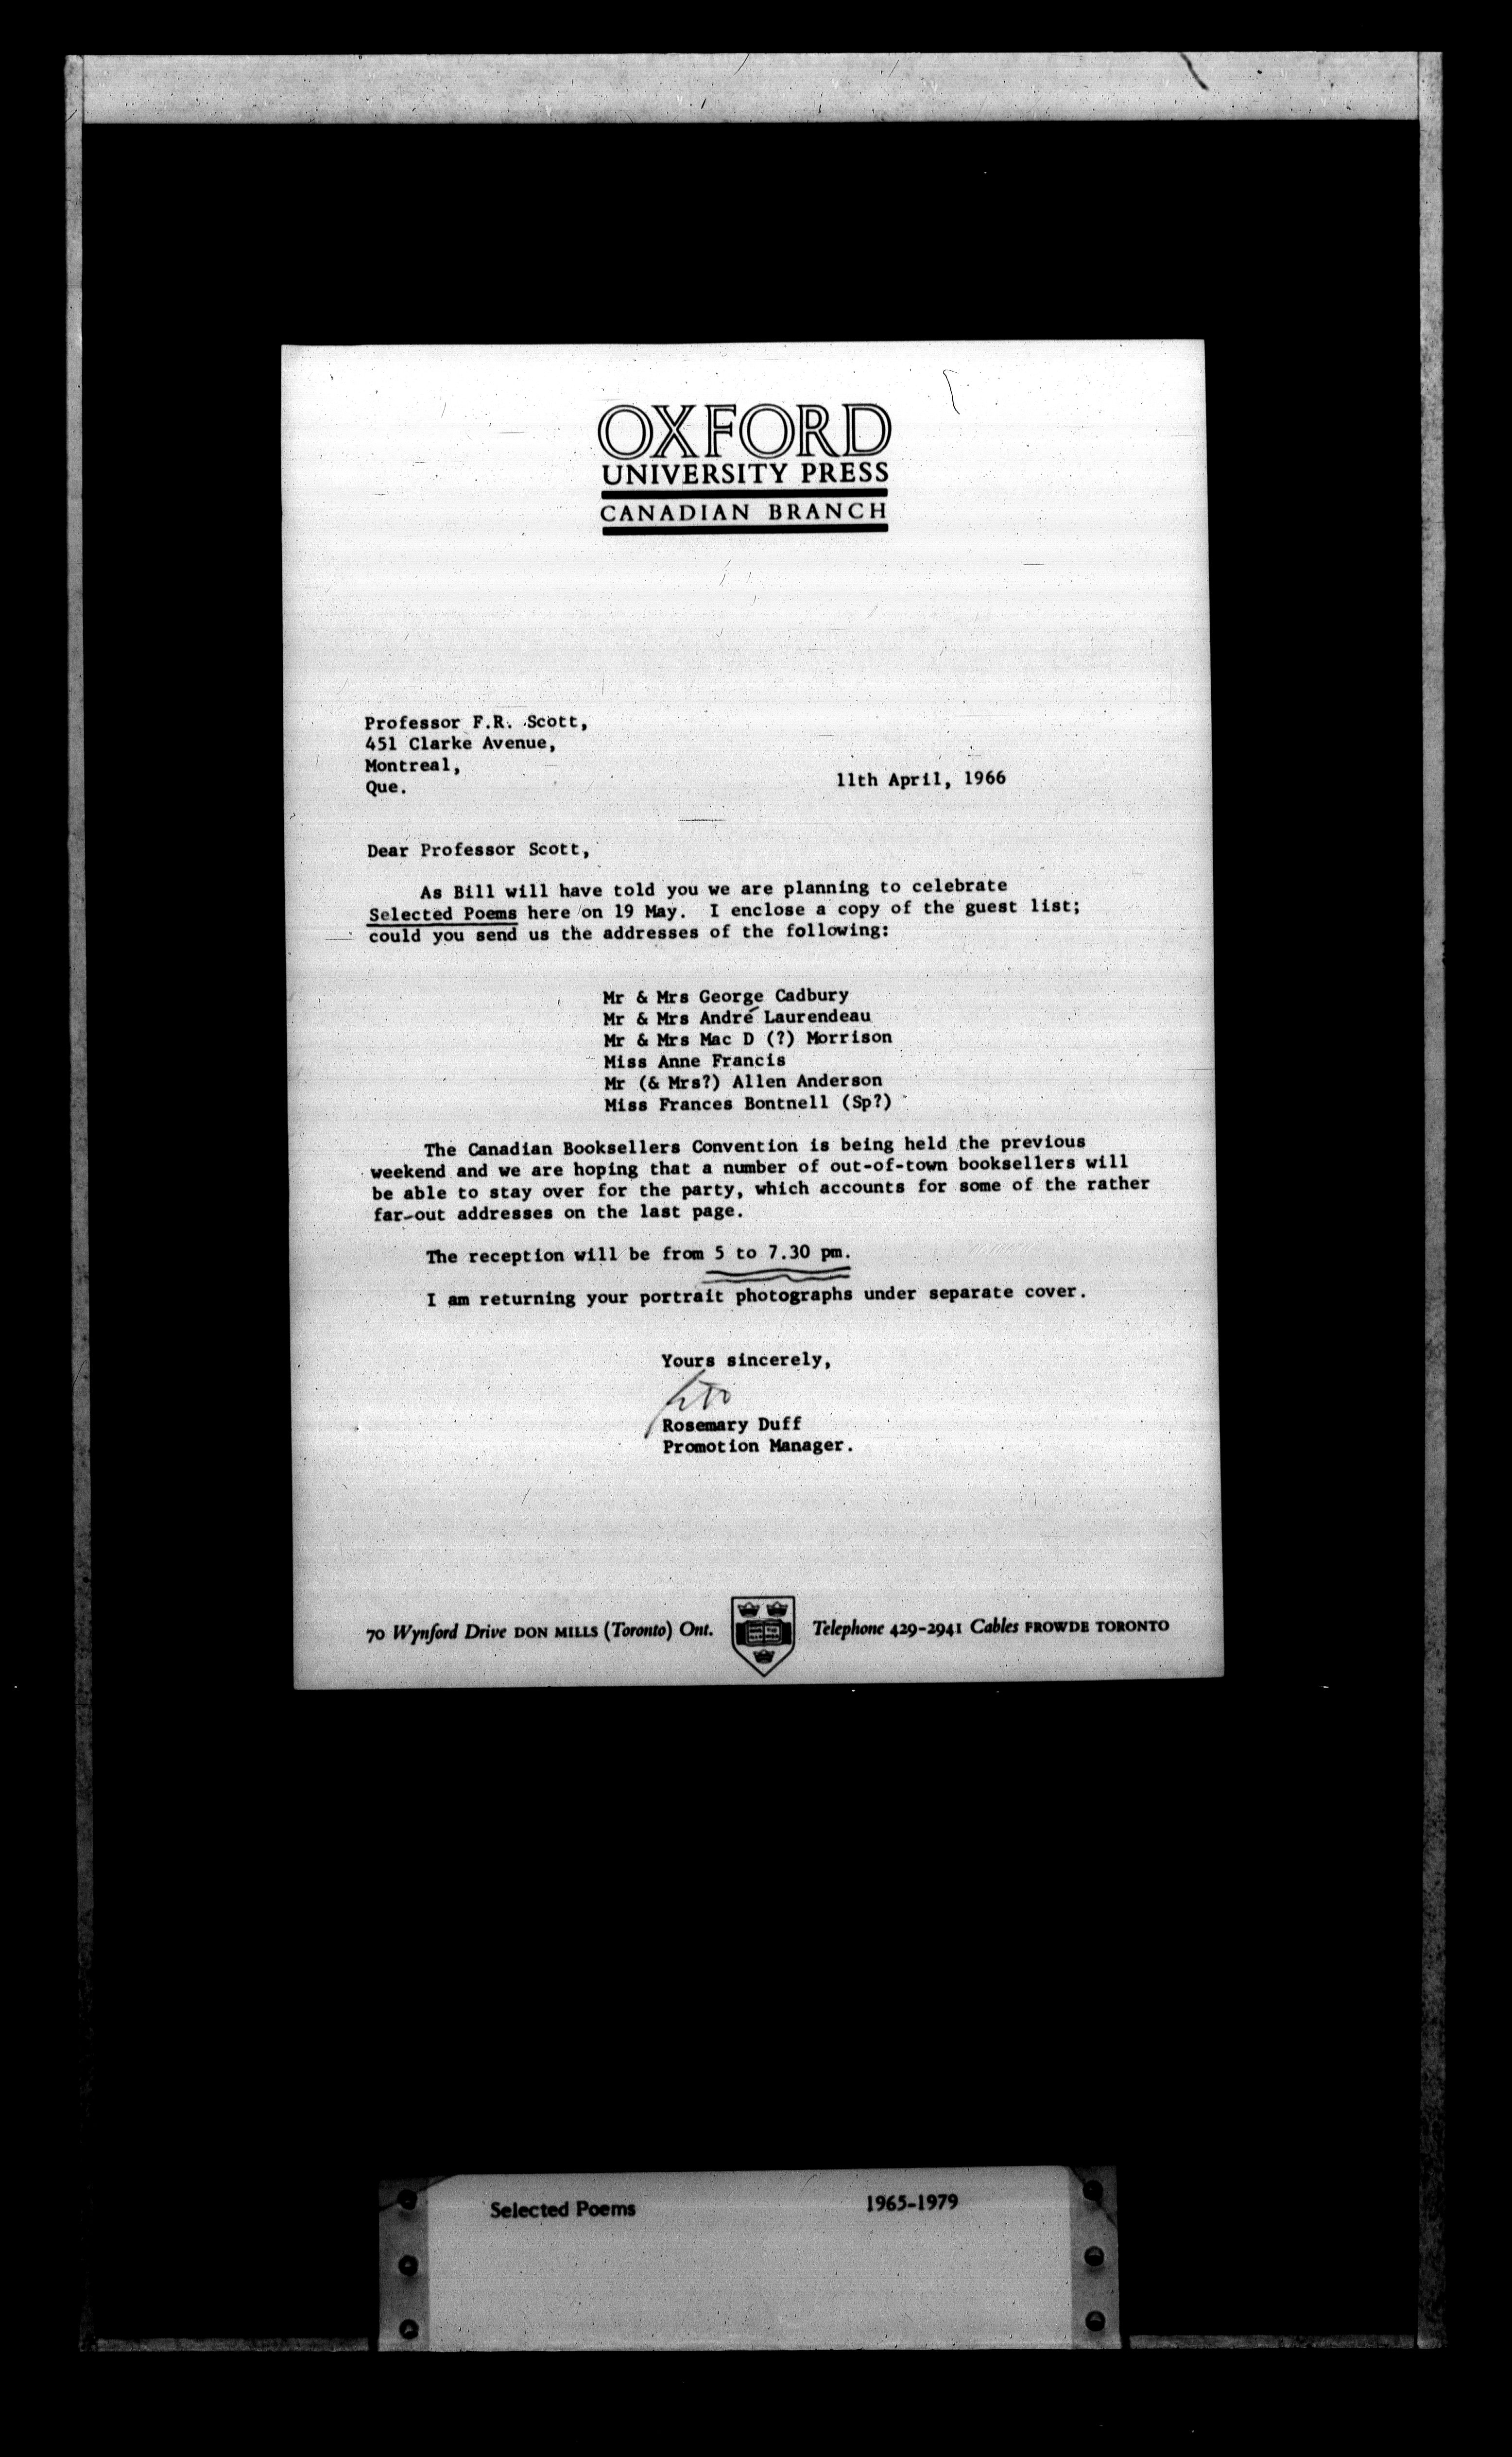 OXFORD
UNIVERSITY PRESS
CANADIAN BRANCH
Professor F.R. Scott,
451 Clarke Avenue,
Montreal,
Que.
11th April, 1966
Dear Professor Scott,
As Bill will have told you we are planning to celebrate
Selected Poems here on 19 May. I enclose a copy of the guest list;
could you send us the addresses of the following:
Mr & Mrs George Cadbury
Mr & Mrs André Laurendeau
Mr & Mrs Mac D (?) Morrison
Miss Anne Francis
Mr (& Mrs?) Allen Anderson
Miss Frances Bontnell (Sp?)
The Canadian Booksellers Convention is being held the previous
weekend and we are hoping that a number of out-of-town booksellers will
be able to stay over for the party, which accounts for some of the rather
far-out addresses on the last page.
The reception will be from 5 to 7.30 pm.
I am returning your portrait photographs under separate cover.
Yours sincerely,
Rosemary Duff
Promotion Manager.
70 Wynford Drive DON MILLS (Toronto) Ont.
Telephone 429-2941 Cables FROWDE TORONTO
Selected Poems
1965-1979